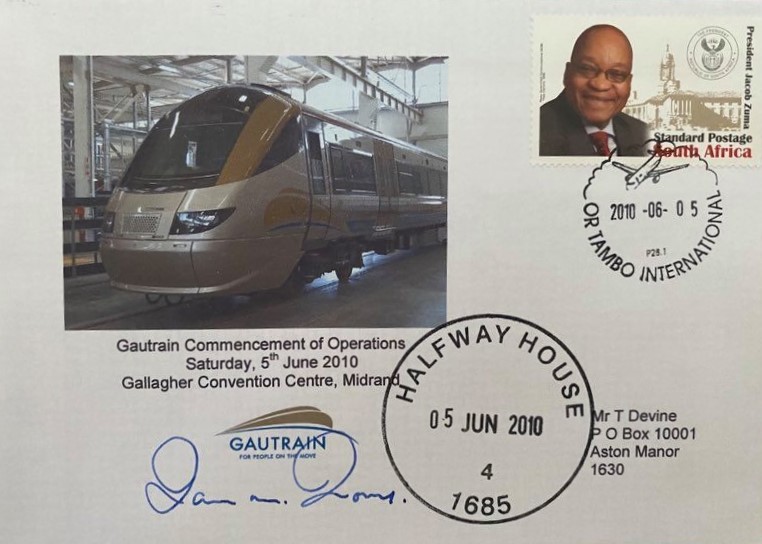 President Jacob Zuma
Standard Postage
South Africa
2010 -06- 05
OR TAMBO INTERNATIONAL
P28.1
Gautrain Commencement of Operations
Saturday, 5th June 2010
Gallagher Convention Centre, Midrand
GAUTRAIN
FOR PEOPLE ON THE MOVE
HALFWAY HOUSE
05 JUN 2010
4
1685
Mr T Devine
P O Box 10001
Aston Manor
1630